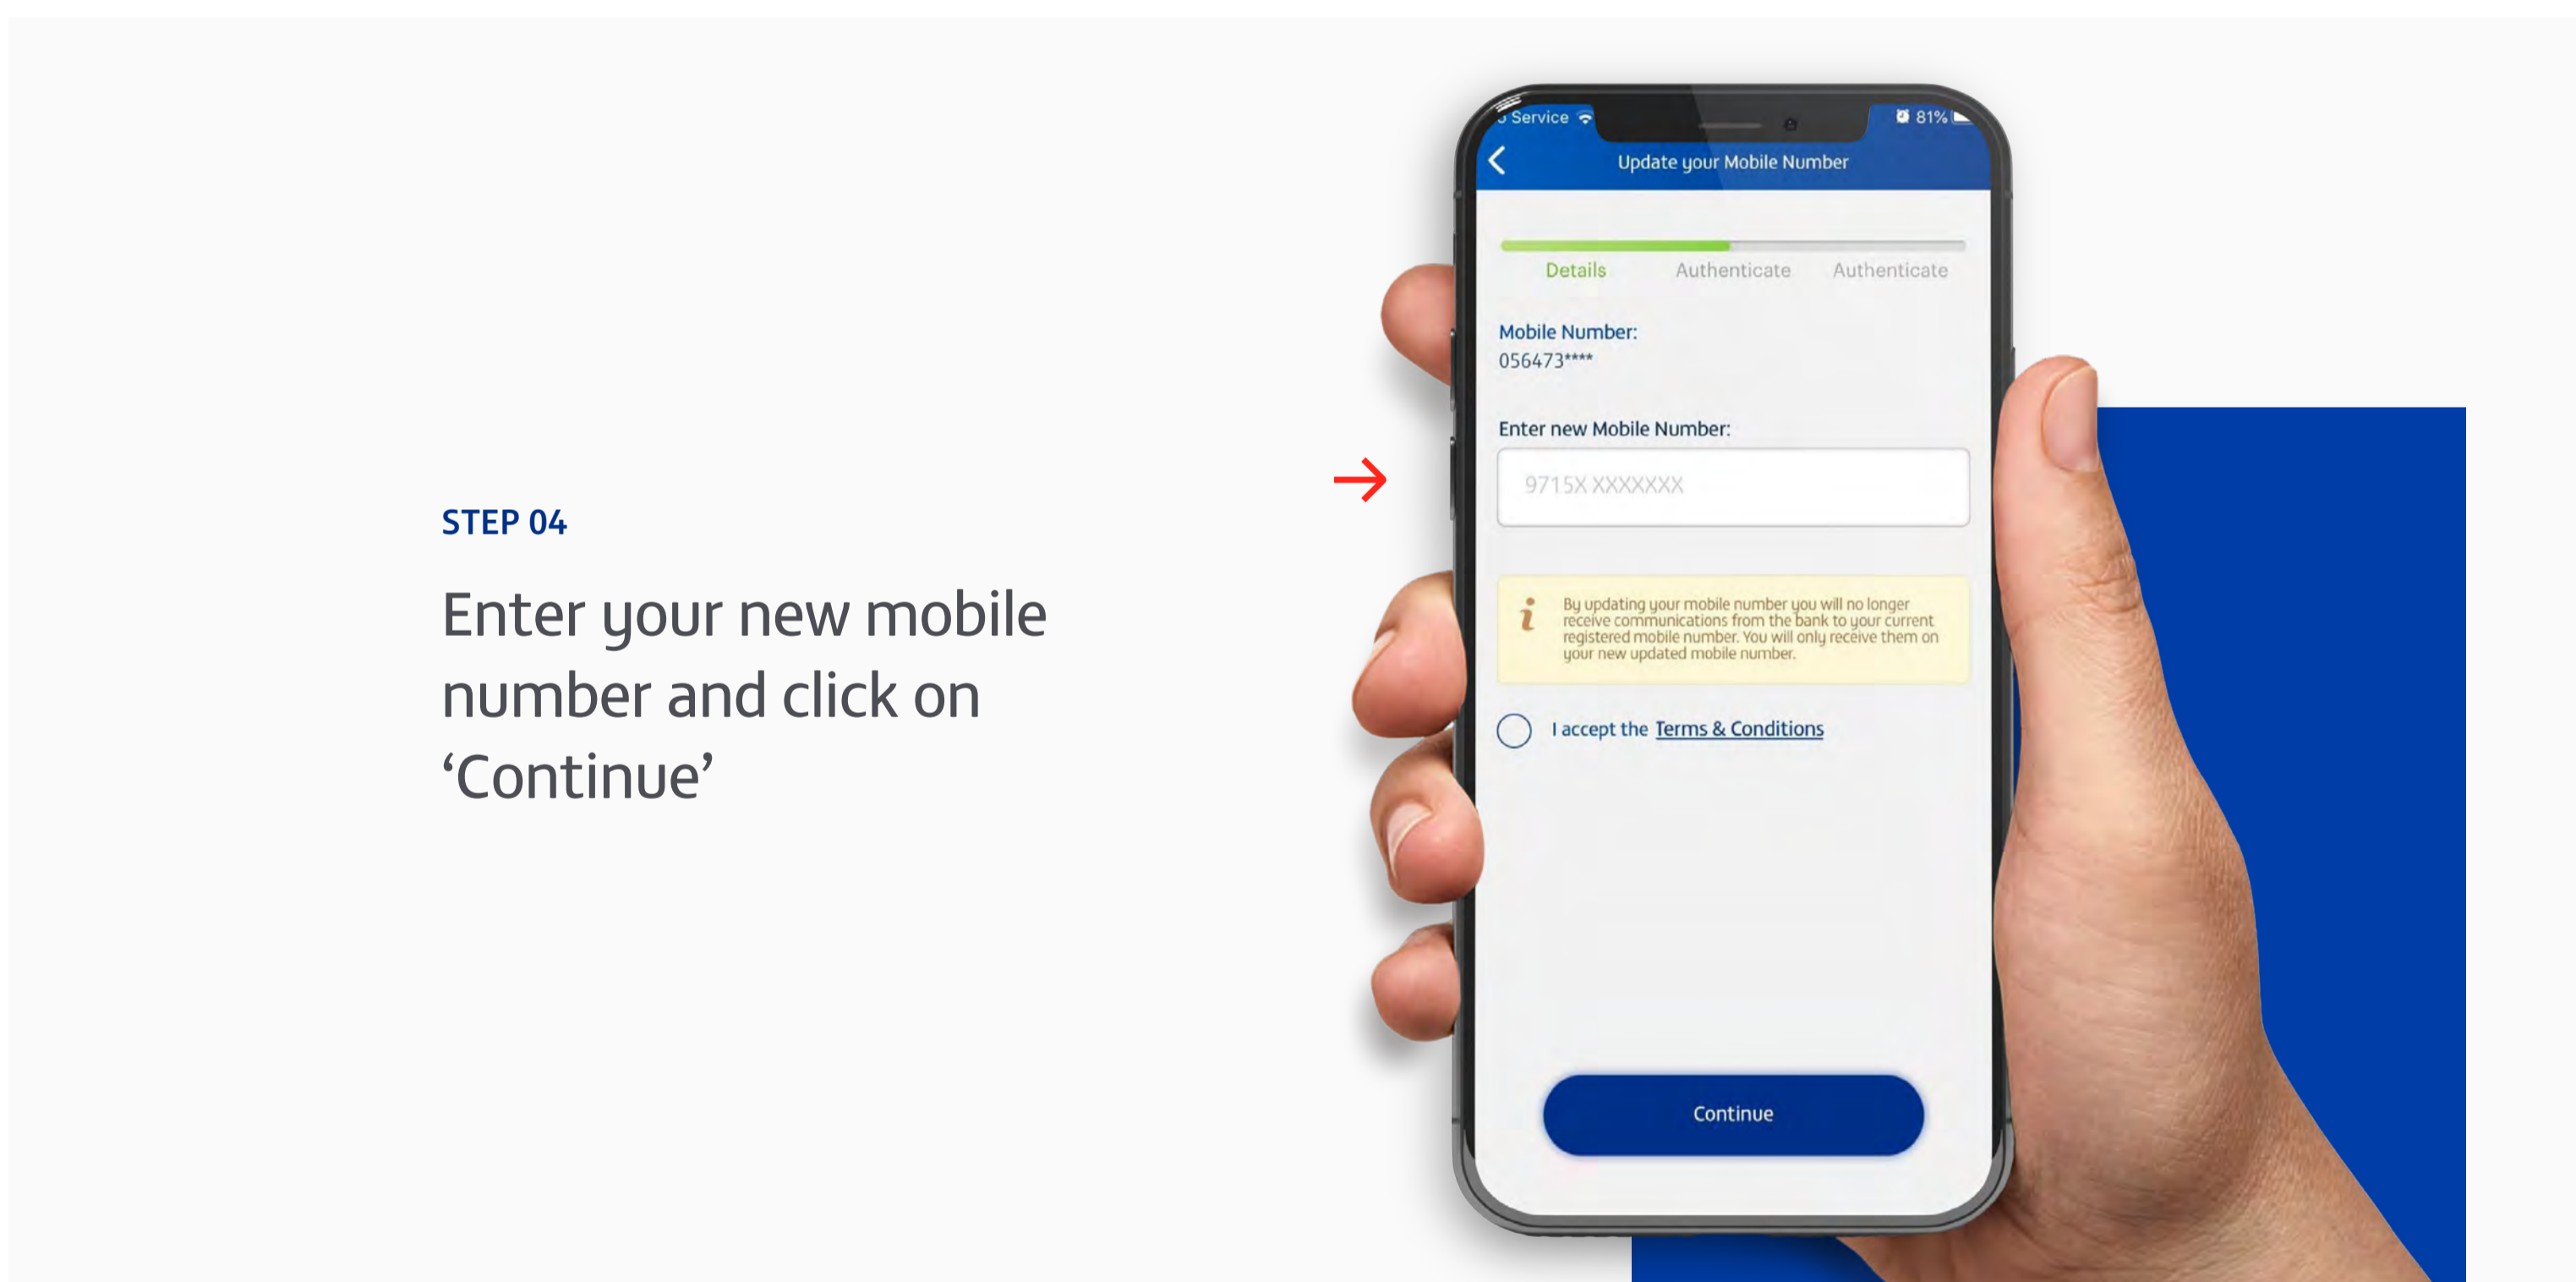 STEP 04
Enter your new mobile
number and click on
‘Continue’
Service 81%
Update your Mobile Number
Details Authenticate Authenticate
Mobile Number:
056473****
Enter new Mobile Number:
9715X XXXXXXX
By updating your mobile number you will no longer
receive communications from the bank to your current
registered mobile number. You will only receive them on
your new updated mobile number.
I accept the Terms & Conditions
Continue